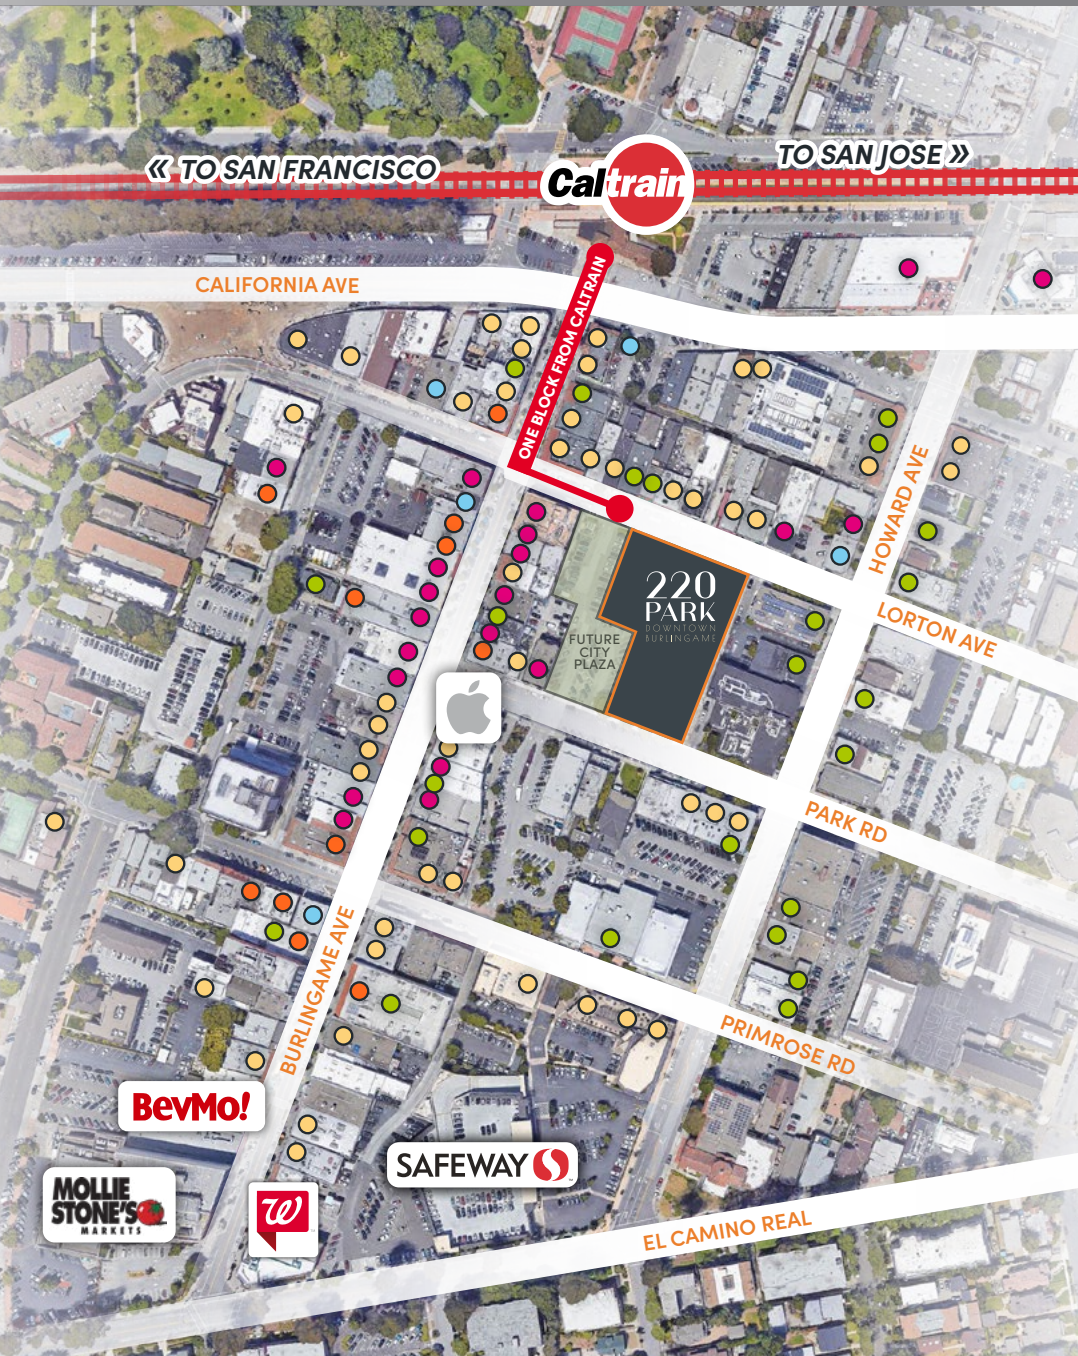 « TO SAN FRANCISCO
TO SAN JOSE »
Caltrain
CALIFORNIA AVE
ONE BLOCK FROM CALTRAIN
HOWARD AVE
220
PARK
DOWNTOWN
BURLINGAME
FUTURE
CITY
PLAZA
LORTON AVE
PARK RD
BURLINGAME AVE
PRIMROSE RD
BevMo!
SAFEWAY
MOLLIE
STONE'S
MARKETS
W
EL CAMINO REAL